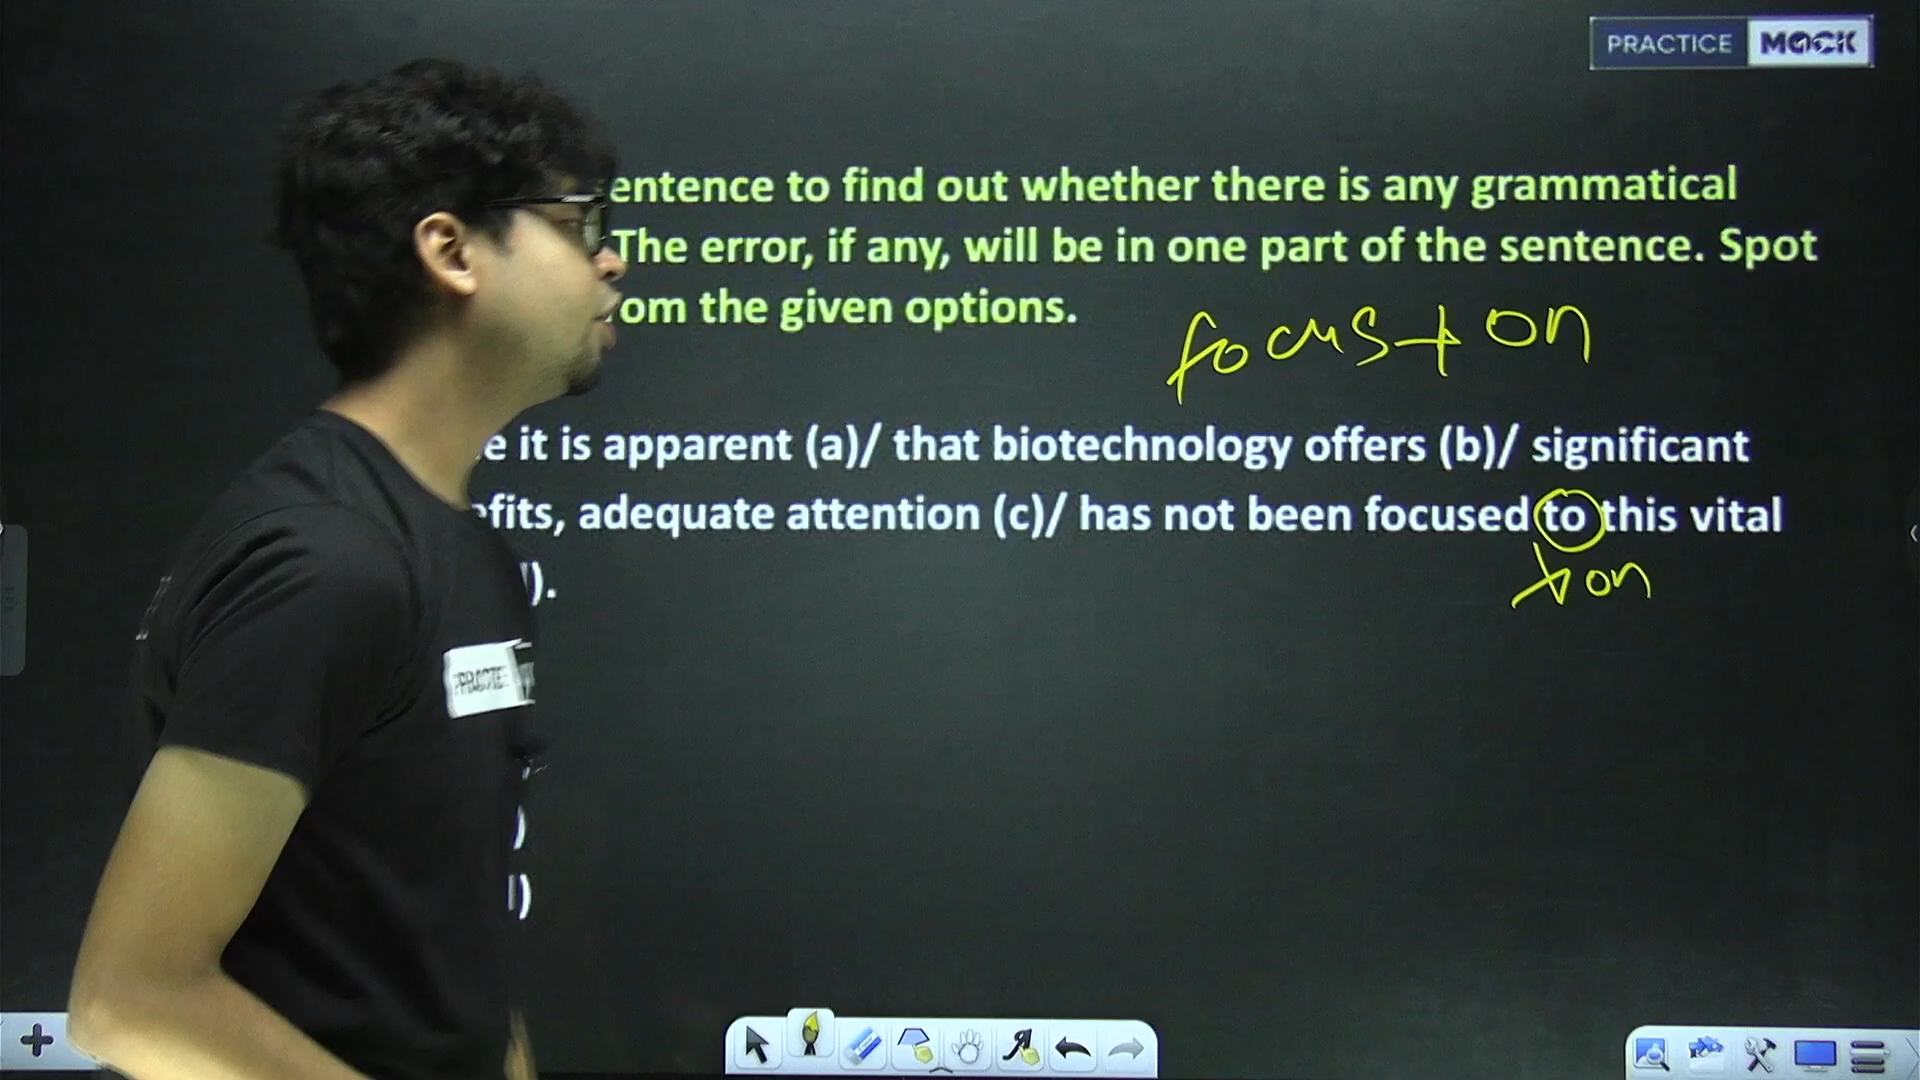 PRACTICE MOCK
entence to find out whether there is any grammatical
The error, if any, will be in one part of the sentence. Spot
om the given options.
focus + on
e it is apparent (a)/ that biotechnology offers (b)/ significant
efits, adequate attention (c)/ has not been focused to this vital
on
).
)
)